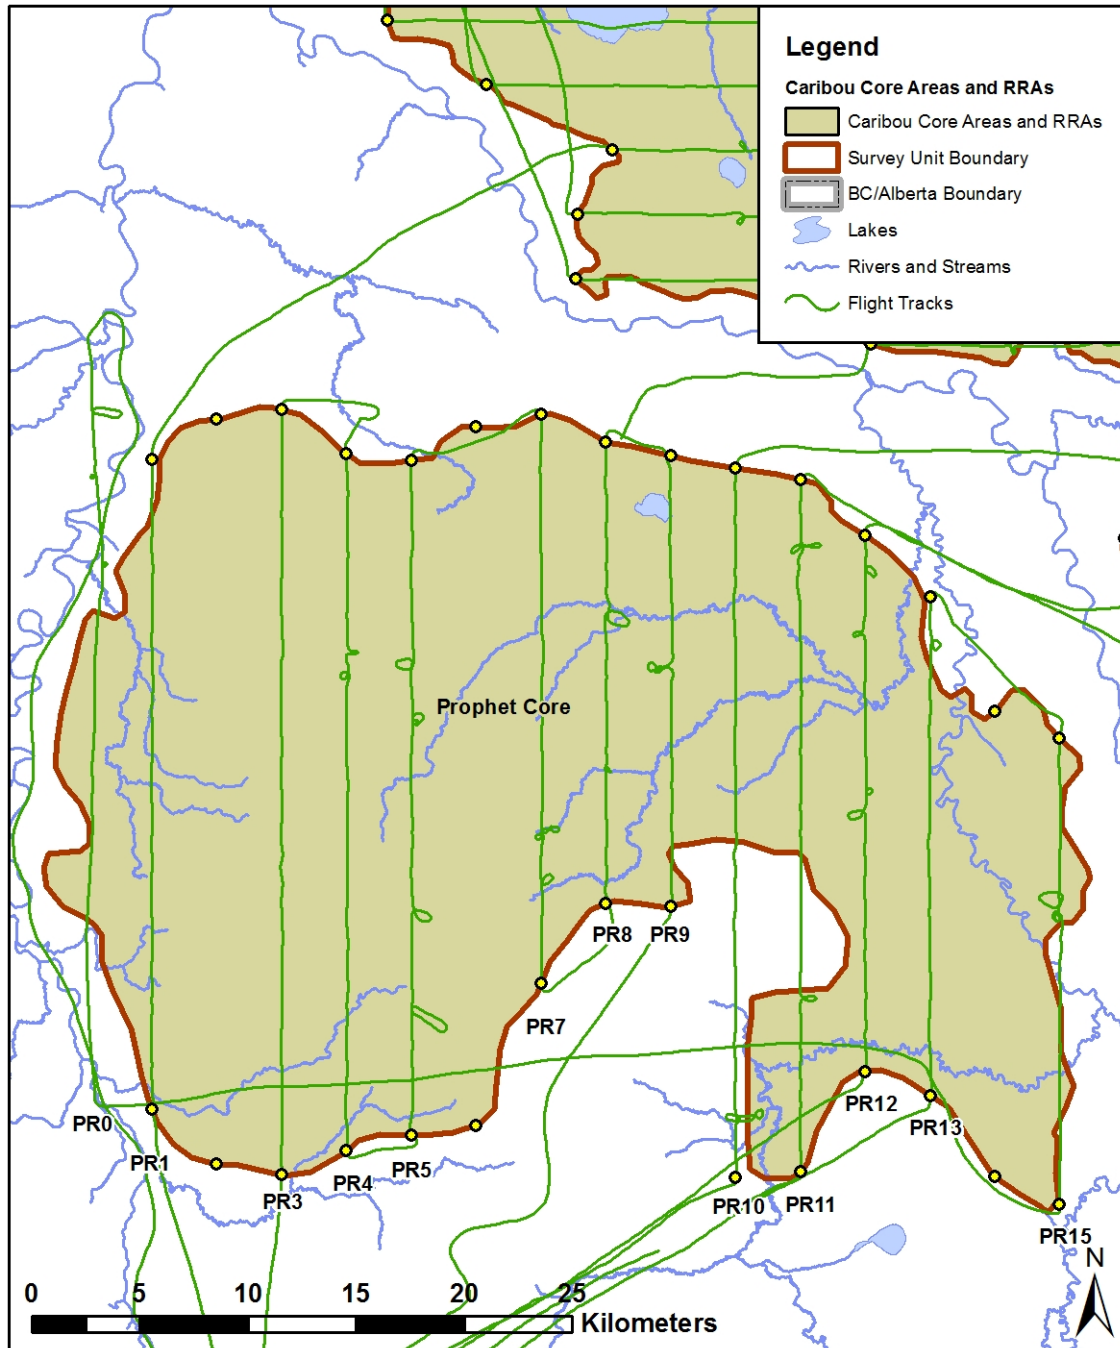 Legend
Caribou Core Areas and RRAs
Caribou Core Areas and RRAs
Survey Unit Boundary
BC/Alberta Boundary
Lakes
Rivers and Streams
Flight Tracks
Prophet Core
PR8
PR9
PR7
PR12
PR13
PR0
PR1
PR3
PR4
PR5
PR10
PR11
PR15
N
0 5 10 15 20 25
Kilometers